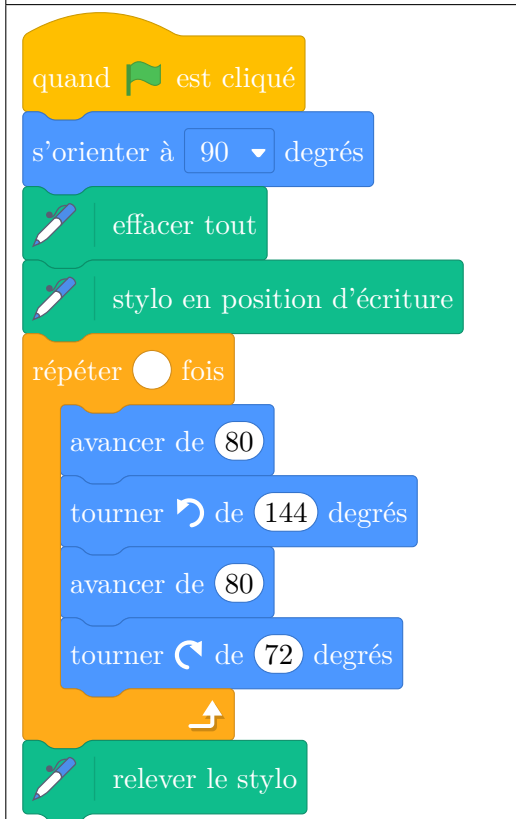 quand est cliqué
s'orienter à 90 degrés
effacer tout
stylo en position d'écriture
répéter fois
avancer de 80
tourner de 144 degrés
avancer de 80
tourner de 72 degrés
relever le stylo